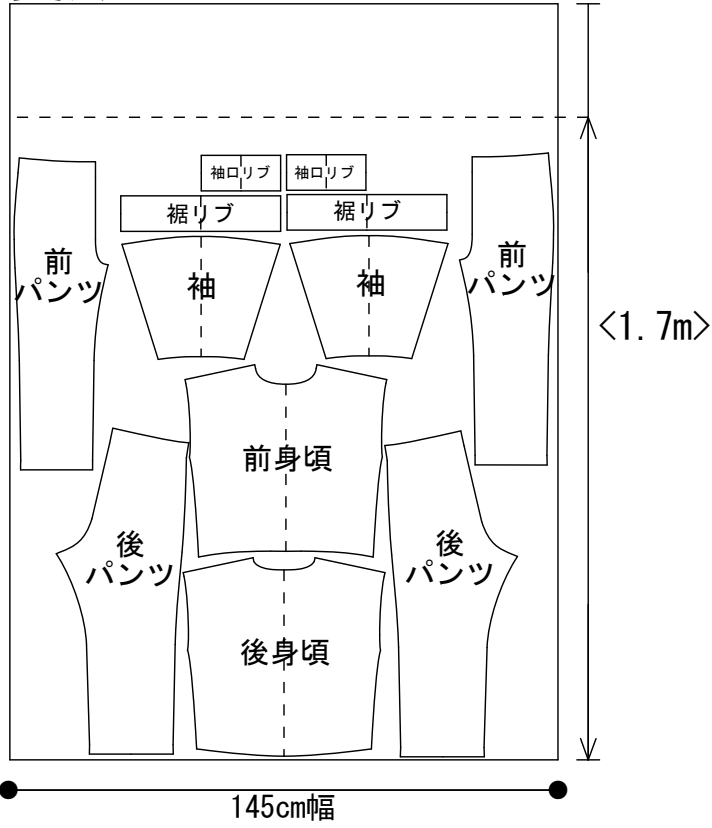 袖口リブ
袖口リブ
裾リブ
裾リブ
前
パンツ
袖
袖
前
パンツ
<1.7m>
前身頃
後
パンツ
後
パンツ
後身頃
145cm幅